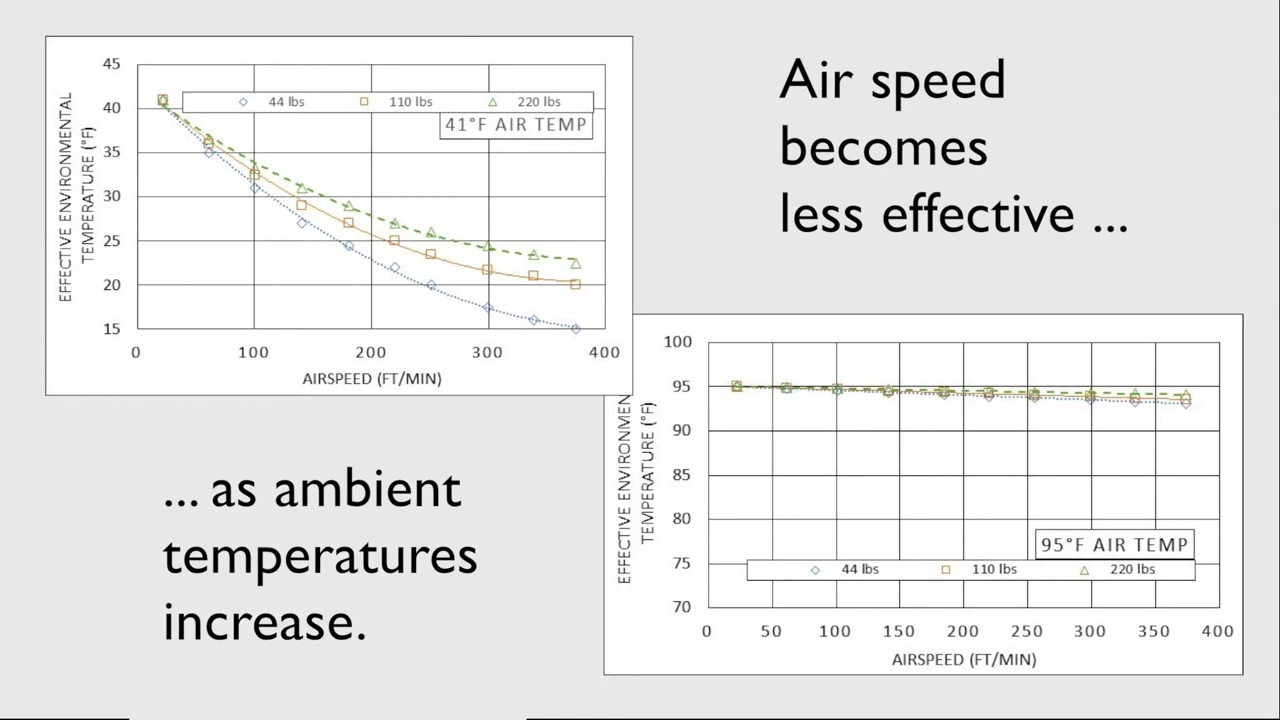 45
40
35
30
25
20
15
0 100 200 300 400
EFFECTIVE ENVIRONMENTAL
TEMPERATURE (°F)
44 lbs 110 lbs 220 lbs
41°F AIR TEMP
AIRSPEED (FT/MIN)
Air speed
becomes
less effective ...
... as ambient
temperatures
increase.
100
95
90
85
80
75
70
0 50 100 150 200 250 300 350 400
EFFECTIVE ENVIRONMEN
TEMPERATURE (°F)
95°F AIR TEMP
44 lbs 110 lbs 220 lbs
AIRSPEED (FT/MIN)